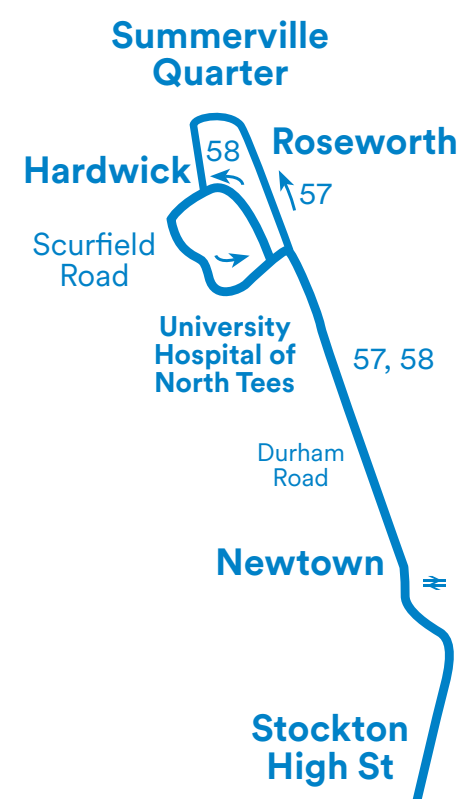 Summerville
Quarter
Roseworth
58
Hardwick
57
Scurfield
Road
University
Hospital of
North Tees
57, 58
Durham
Road
Newtown
Stockton
High St